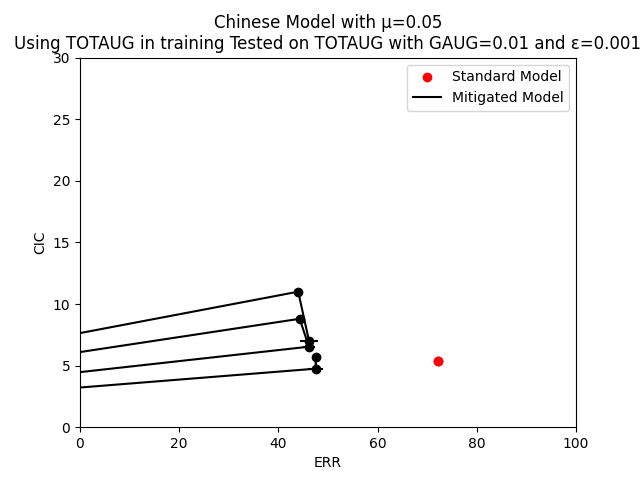 Chinese Model with μ=0.05
Using TOTAUG in training Tested on TOTAUG with GAUG=0.01 and ε=0.001
Standard Model
Mitigated Model
30
25
20
15
10
5
0
CIC
0 20 40 60 80 100
ERR